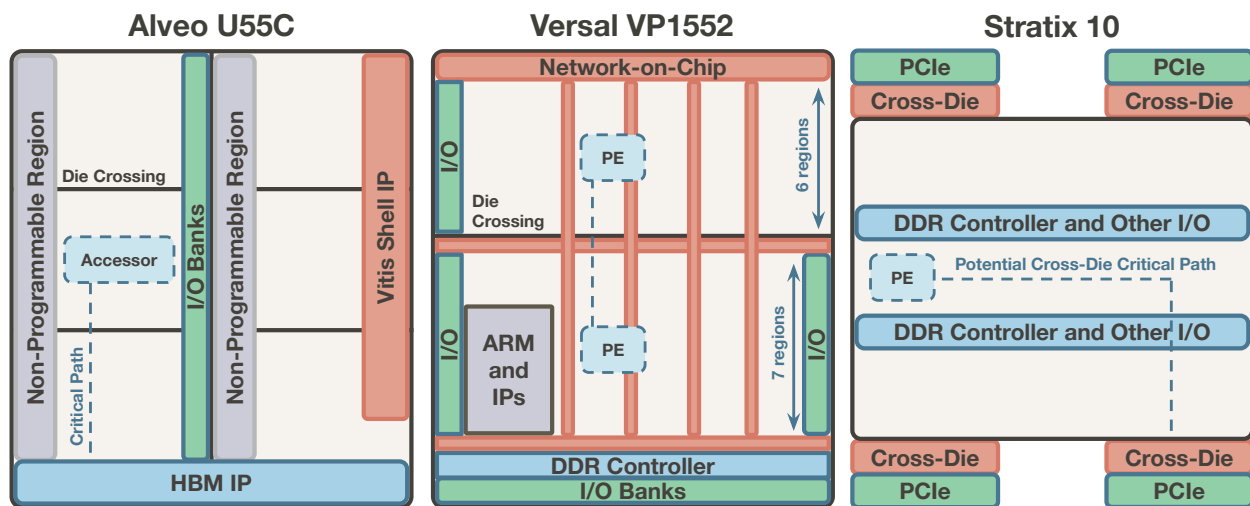 Alveo U55C
Non-Programmable Region
Die Crossing
Accessor
Critical Path
I/O Banks
Non-Programmable Region
Vitis Shell IP
HBM IP
Versal VP1552
Network-on-Chip
I/O
PE
6 regions
Die
Crossing
I/O
ARM
and
IPs
PE
7 regions
I/O
DDR Controller
I/O Banks
Stratix 10
PCIe
PCIe
Cross-Die
Cross-Die
DDR Controller and Other I/O
PE
Potential Cross-Die Critical Path
DDR Controller and Other I/O
Cross-Die
Cross-Die
PCIe
PCIe